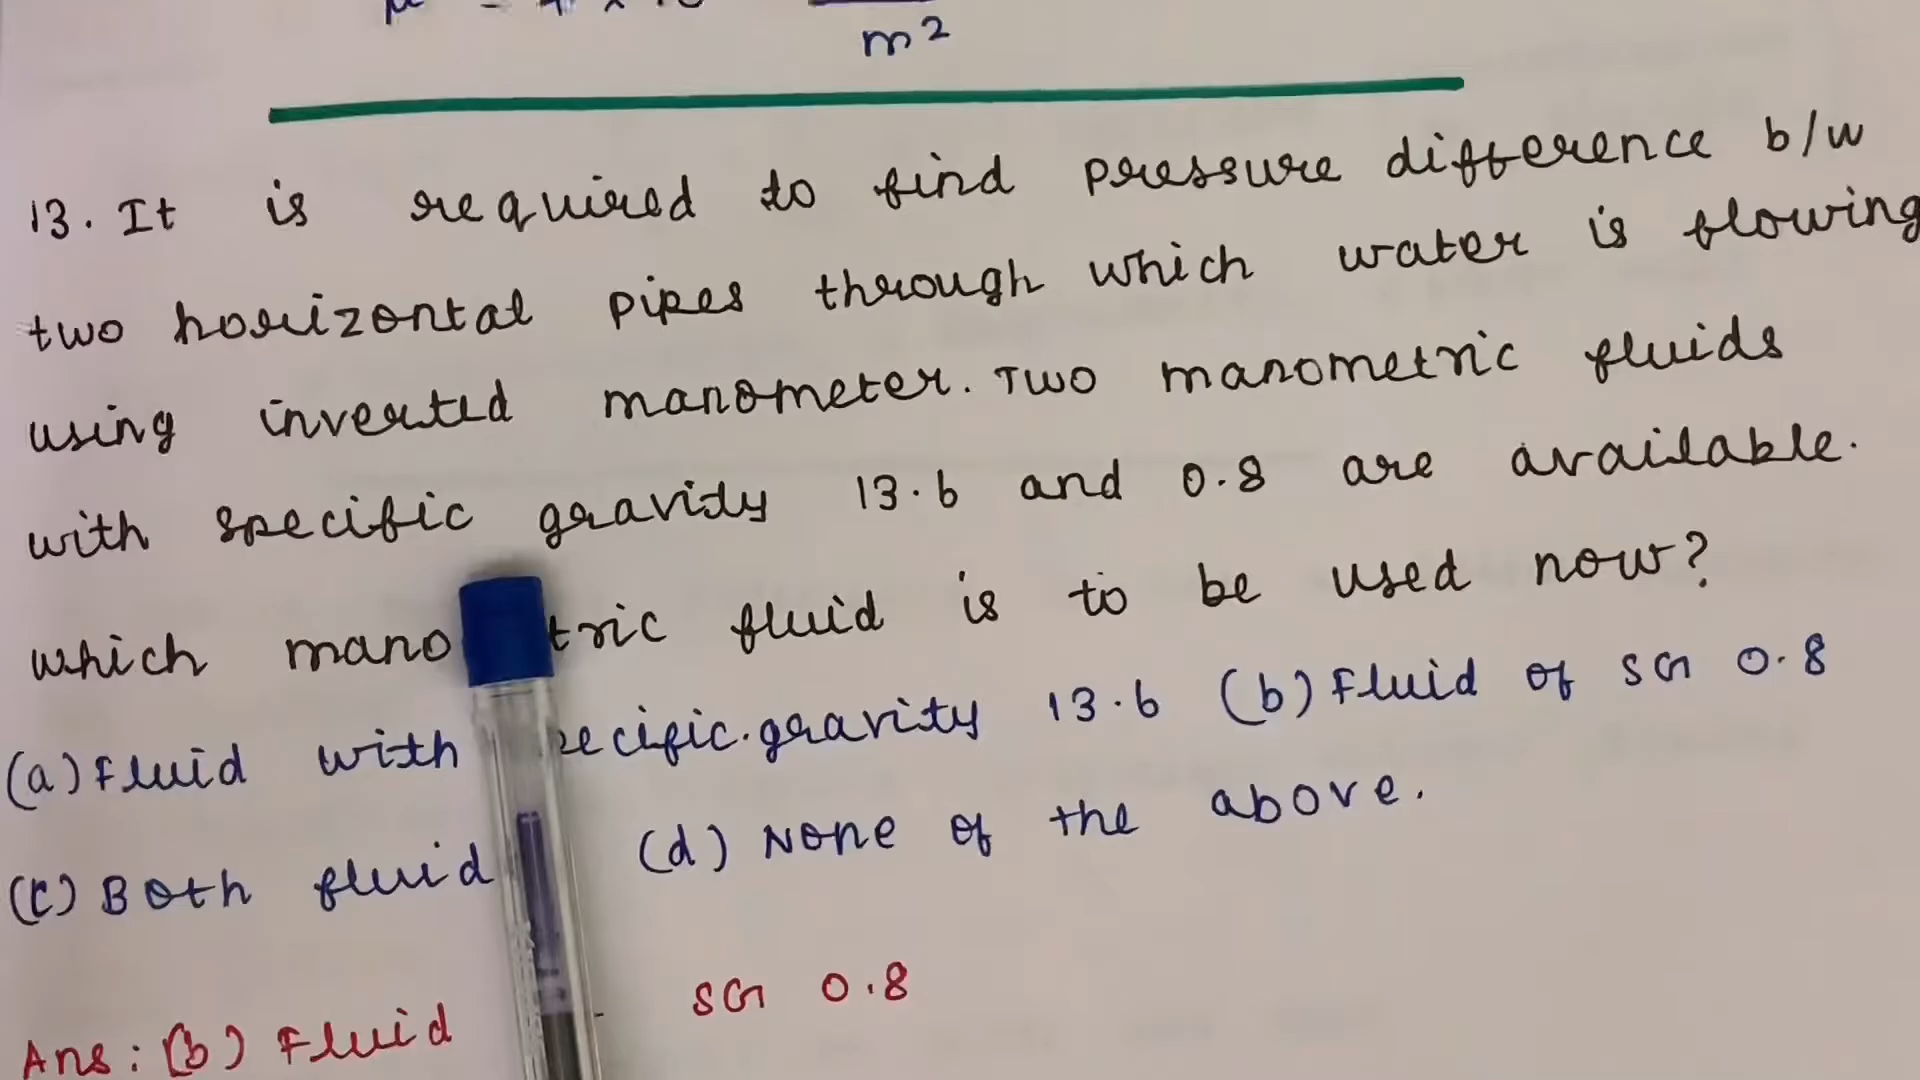 m²
13. It is required to find pressure difference b/w
two horizontal pipes through which water is flowing
using inverted manometer. Two manometric fluids
with specific gravity 13.6 and 0.8 are available.
which fluid is to be used now?
(a) Fluid with gravity 13.6 (b) Fluid of SG 0.8
(c) Both fluid (d) None of the above.
Ans: (b) Fluid SG 0.8